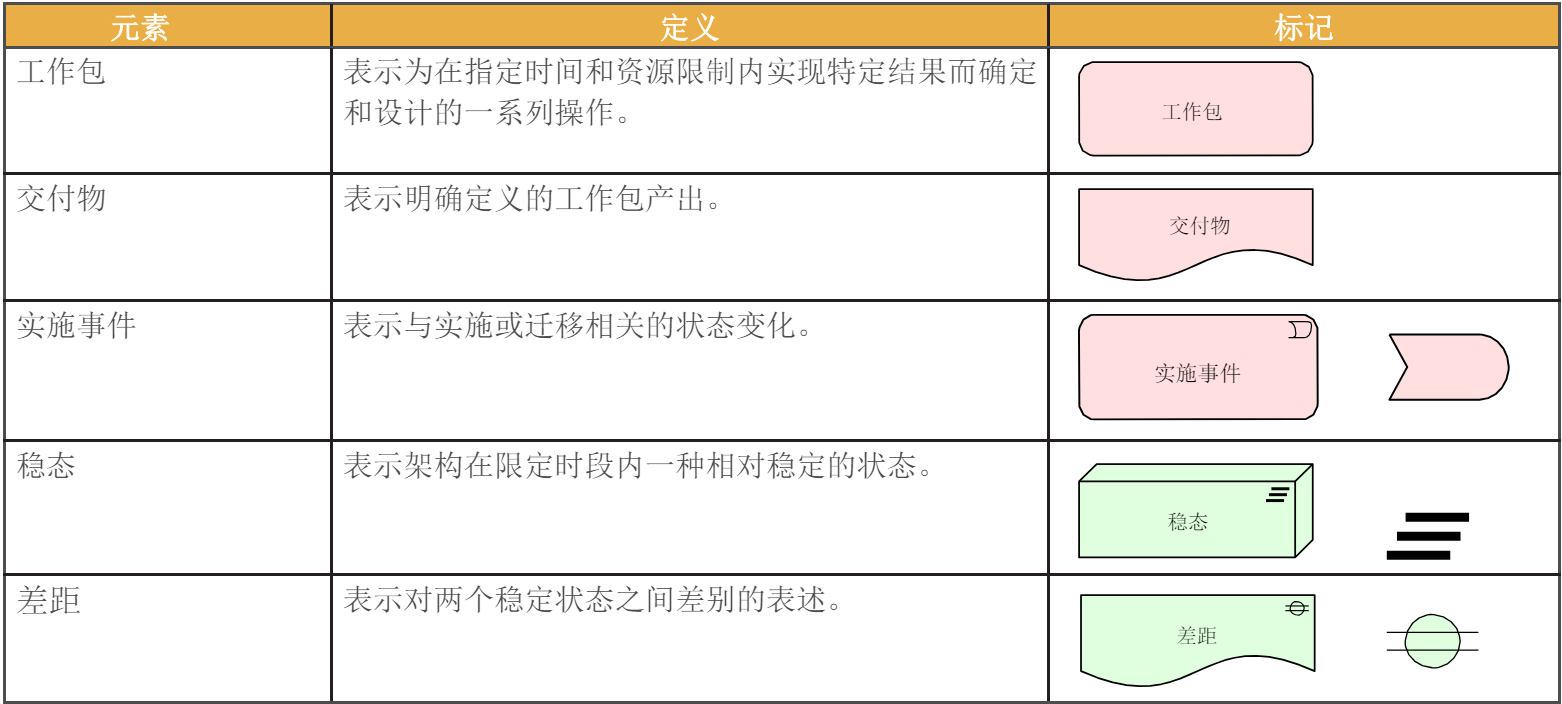 元素 定义 标记
工作包 表示为在指定时间和资源限制内实现特定结果而确定
和设计的一系列操作。
工作包
交付物 表示明确定义的工作包产出。
交付物
实施事件 表示与实施或迁移相关的状态变化。
实施事件
稳态 表示架构在限定时段内一种相对稳定的状态。
稳态
差距 表示对两个稳定状态之间差别的表述。
差距